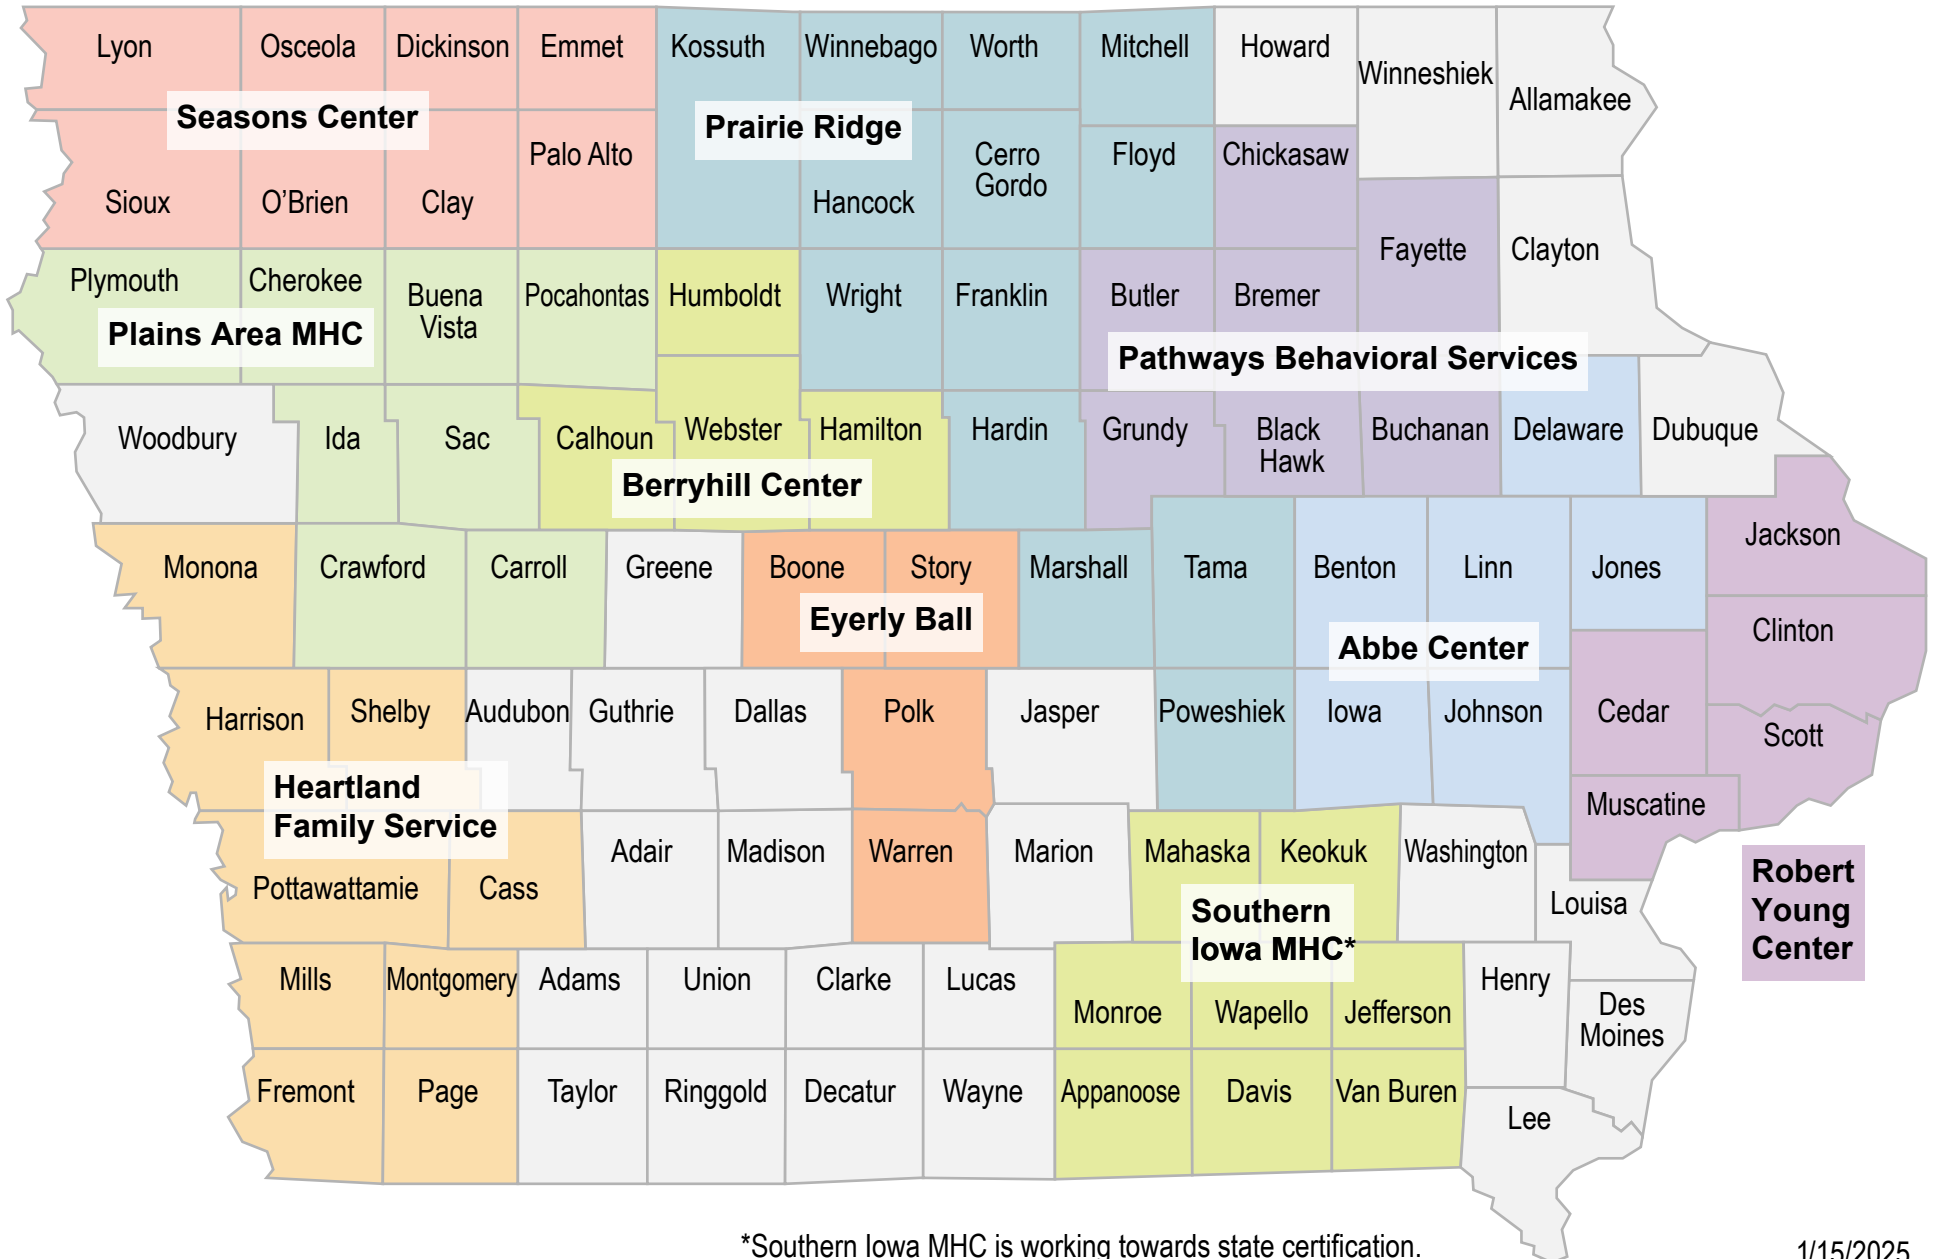 Lyon
Osceola
Dickinson
Emmet
Kossuth
Winnebago
Worth
Mitchell
Howard
Winneshiek
Allamakee
Seasons Center
Prairie Ridge
Palo Alto
Cerro
Gordo
Floyd
Chickasaw
Sioux
O’Brien
Clay
Hancock
Fayette
Clayton
Plymouth
Cherokee
Buena
Vista
Pocahontas
Humboldt
Wright
Franklin
Butler
Bremer
Plains Area MHC
Pathways Behavioral Services
Woodbury
Ida
Sac
Calhoun
Webster
Hamilton
Hardin
Grundy
Black
Hawk
Buchanan
Delaware
Dubuque
Berryhill Center
Jackson
Monona
Crawford
Carroll
Greene
Boone
Story
Marshall
Tama
Benton
Linn
Jones
Eyerly Ball
Clinton
Abbe Center
Harrison
Shelby
Audubon
Guthrie
Dallas
Polk
Jasper
Poweshiek
Iowa
Johnson
Cedar
Scott
Heartland
Family Service
Muscatine
Adair
Madison
Warren
Marion
Mahaska
Keokuk
Washington
Pottawattamie
Cass
Louisa
Southern
Iowa MHC*
Robert
Young
Center
Mills
Montgomery
Adams
Union
Clarke
Lucas
Monroe
Wapello
Jefferson
Henry
Des
Moines
Fremont
Page
Taylor
Ringgold
Decatur
Wayne
Appanoose
Davis
Van Buren
Lee
*Southern Iowa MHC is working towards state certification.
1/15/2025